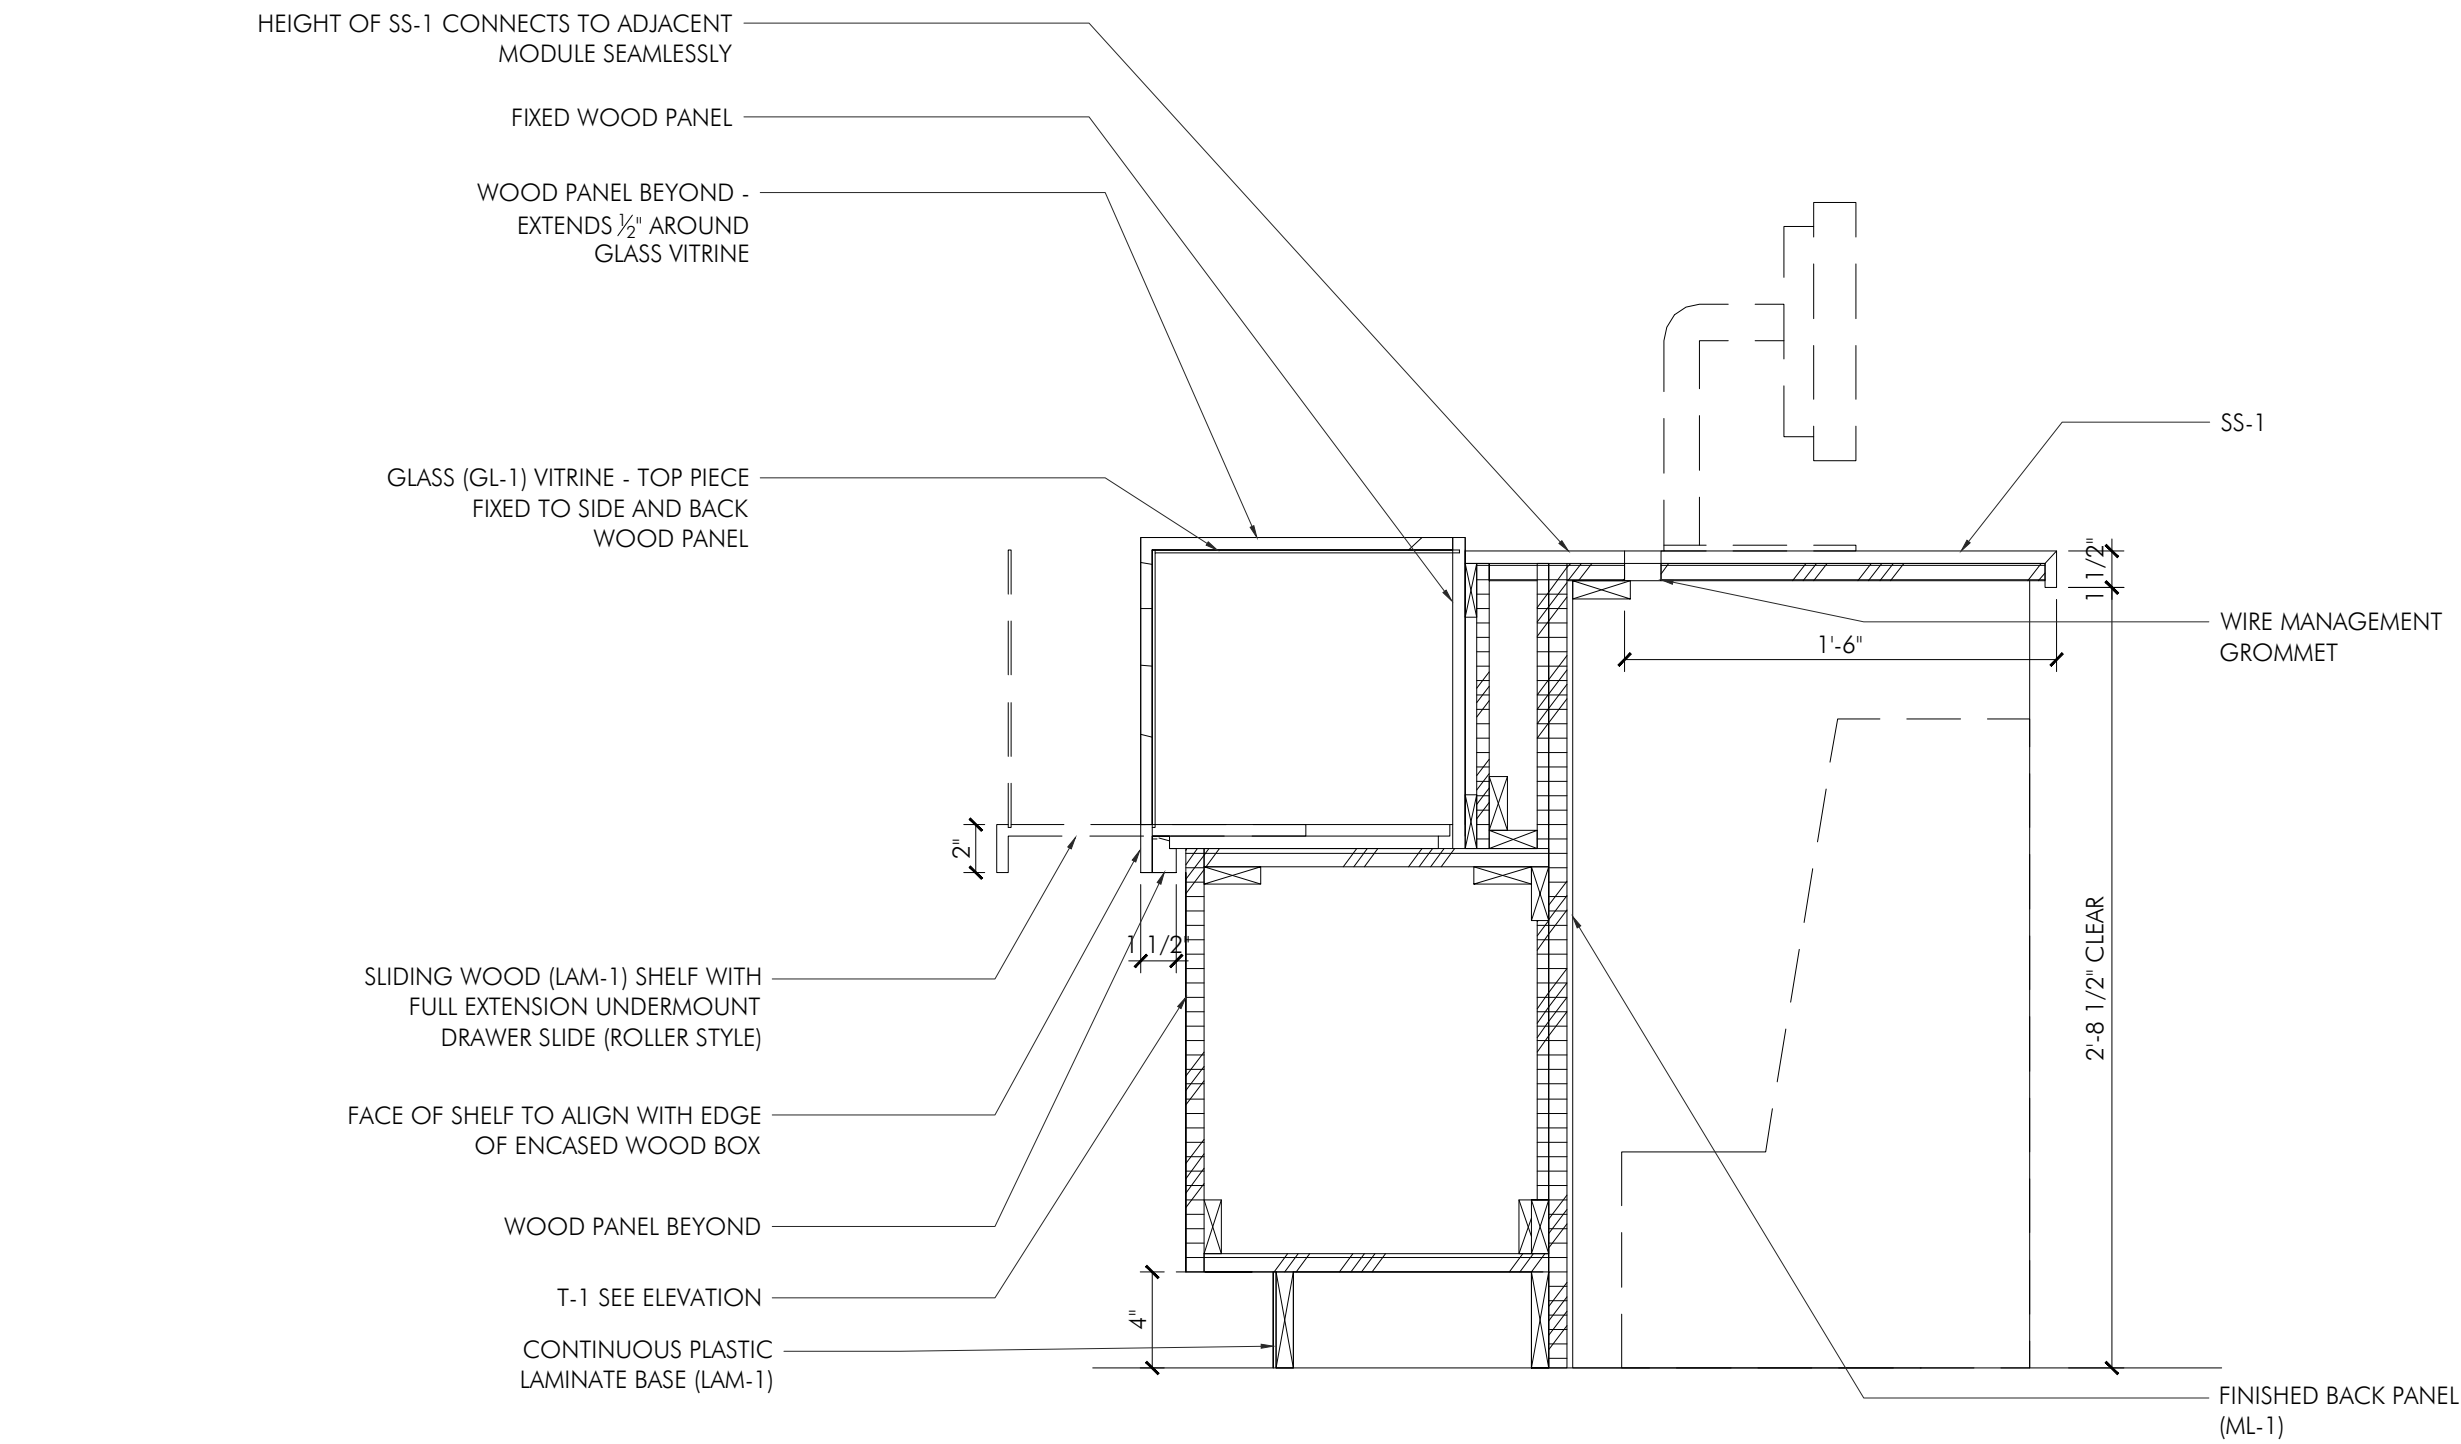 HEIGHT OF SS-1 CONNECTS TO ADJACENT
MODULE SEAMLESSLY
FIXED WOOD PANEL
WOOD PANEL BEYOND -
EXTENDS ½" AROUND
GLASS VITRINE
GLASS (GL-1) VITRINE - TOP PIECE
FIXED TO SIDE AND BACK
WOOD PANEL
SLIDING WOOD (LAM-1) SHELF WITH
FULL EXTENSION UNDERMOUNT
DRAWER SLIDE (ROLLER STYLE)
FACE OF SHELF TO ALIGN WITH EDGE
OF ENCASED WOOD BOX
WOOD PANEL BEYOND
T-1 SEE ELEVATION
CONTINUOUS PLASTIC
LAMINATE BASE (LAM-1)
2"
1 1/2"
4"
1'-6"
1 1/2"
2'-8 1/2" CLEAR
SS-1
WIRE MANAGEMENT
GROMMET
FINISHED BACK PANEL
(ML-1)